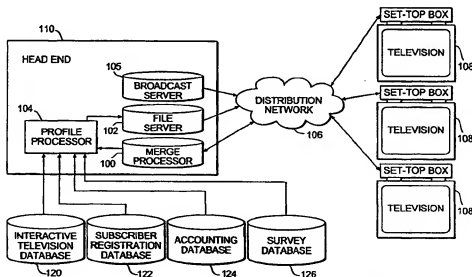 110
HEAD END
105
BROADCAST SERVER
104
102
FILE SERVER
PROFILE PROCESSOR
100
MERGE PROCESSOR
DISTRIBUTION NETWORK
106
SET-TOP BOX
TELEVISION
108
SET-TOP BOX
TELEVISION
108
SET-TOP BOX
TELEVISION
108
INTERACTIVE TELEVISION DATABASE
120
SUBSCRIBER REGISTRATION DATABASE
122
ACCOUNTING DATABASE
124
SURVEY DATABASE
126